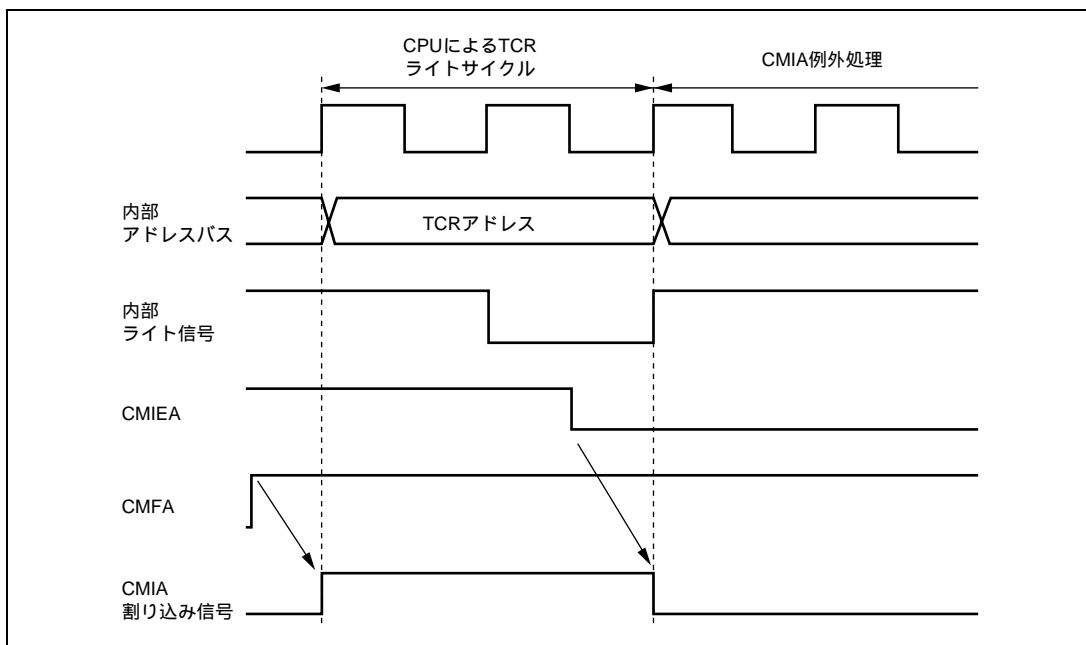 CPUによるTCR
ライトサイクル
CMIA例外処理
内部
アドレスバス
TCRアドレス
内部
ライト信号
CMIEA
CMFA
CMIA
割り込み信号